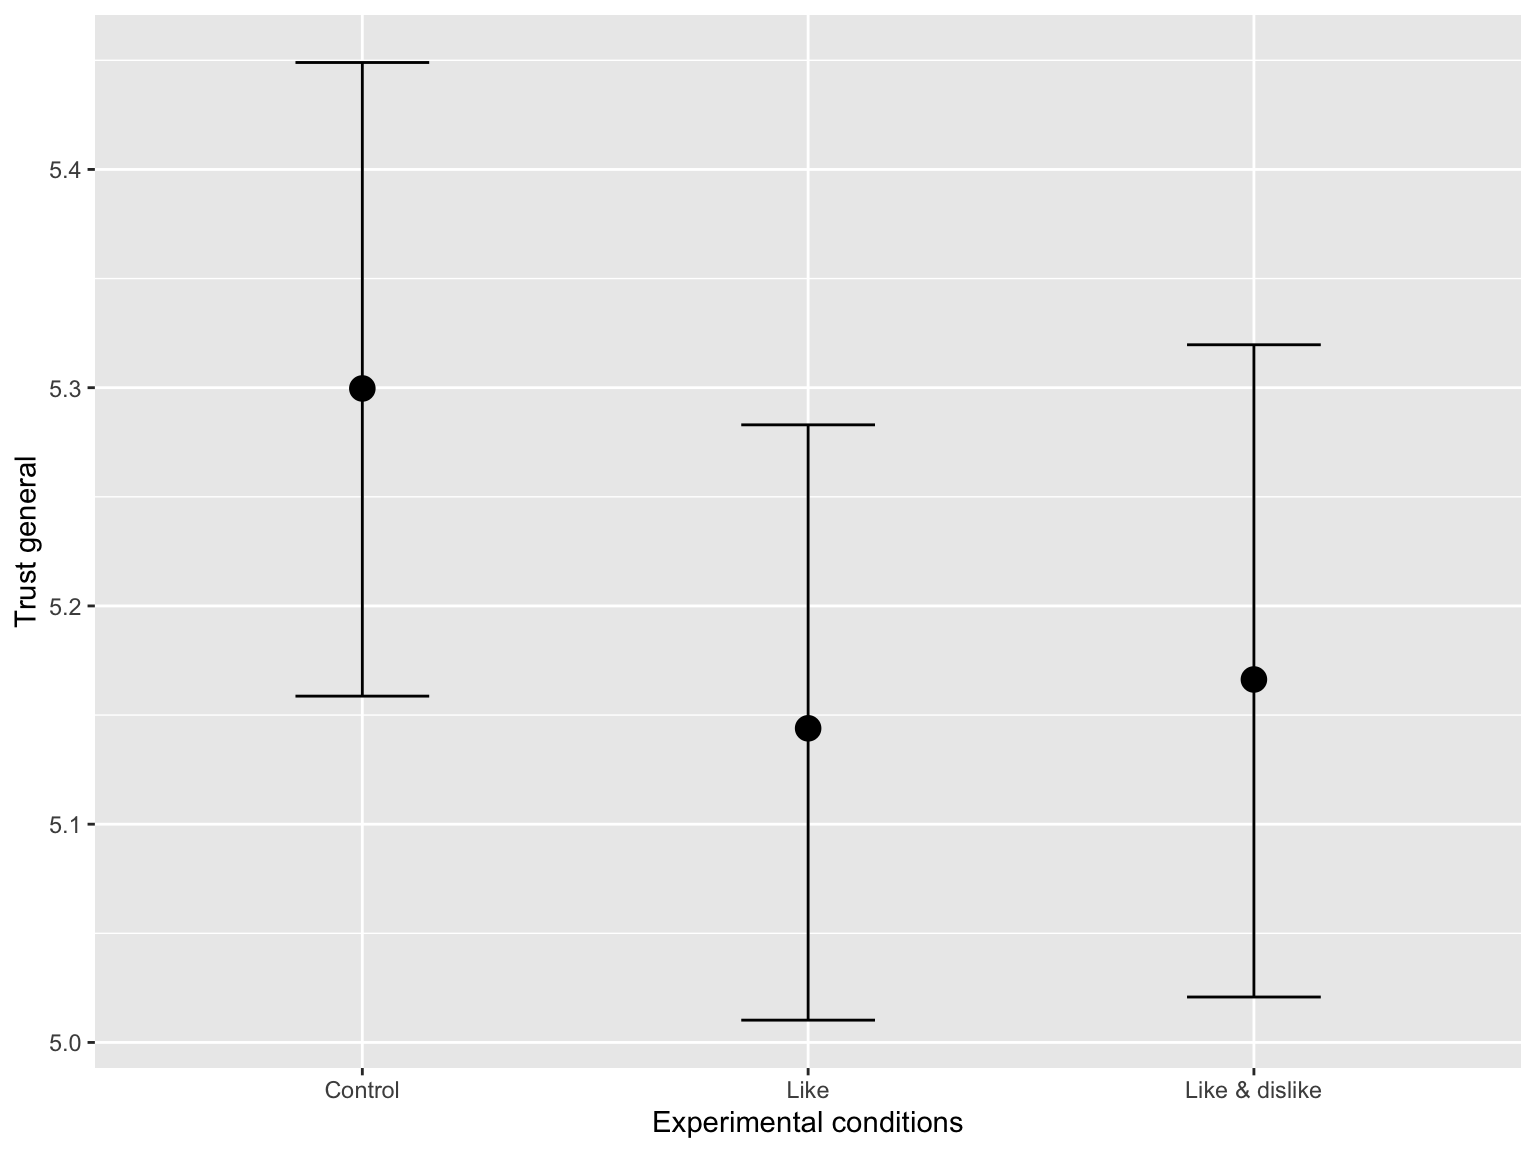 5.4
5.3
5.2
5.1
5.0
Trust general
Control
Like
Like & dislike
Experimental conditions